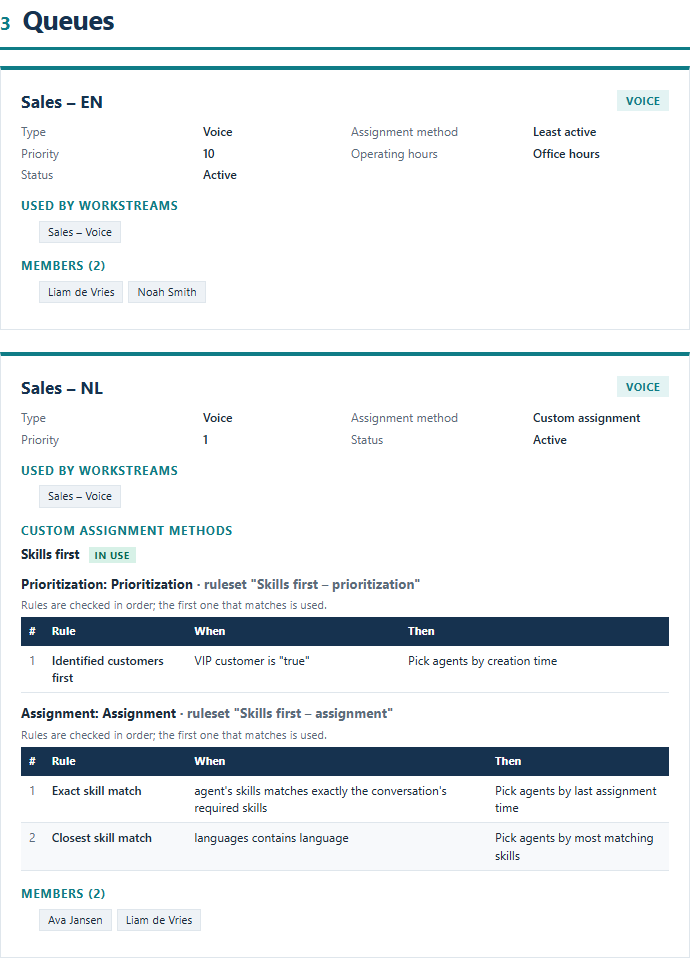 3 Queues
Sales – EN VOICE
Type Voice Assignment method Least active
Priority 10 Operating hours Office hours
Status Active
USED BY WORKSTREAMS
Sales – Voice
MEMBERS (2)
Liam de Vries Noah Smith
Sales – NL VOICE
Type Voice Assignment method Custom assignment
Priority 1 Status Active
USED BY WORKSTREAMS
Sales – Voice
CUSTOM ASSIGNMENT METHODS
Skills first IN USE
Prioritization: Prioritization · ruleset "Skills first – prioritization"
Rules are checked in order; the first one that matches is used.
# Rule When Then
1 Identified customers first VIP customer is "true" Pick agents by creation time
Assignment: Assignment · ruleset "Skills first – assignment"
Rules are checked in order; the first one that matches is used.
# Rule When Then
1 Exact skill match agent's skills matches exactly the conversation's required skills Pick agents by last assignment time
2 Closest skill match languages contains language Pick agents by most matching skills
MEMBERS (2)
Ava Jansen Liam de Vries